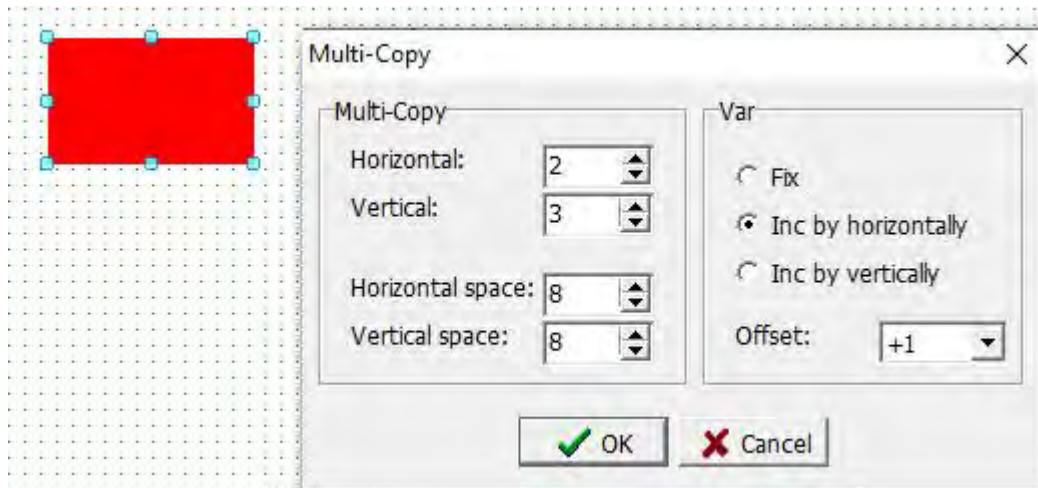 Multi-Copy
Multi-Copy
Horizontal: 2
Vertical: 3
Horizontal space: 8
Vertical space: 8
Var
Fix
Inc by horizontally
Inc by vertically
Offset: +1
OK
Cancel